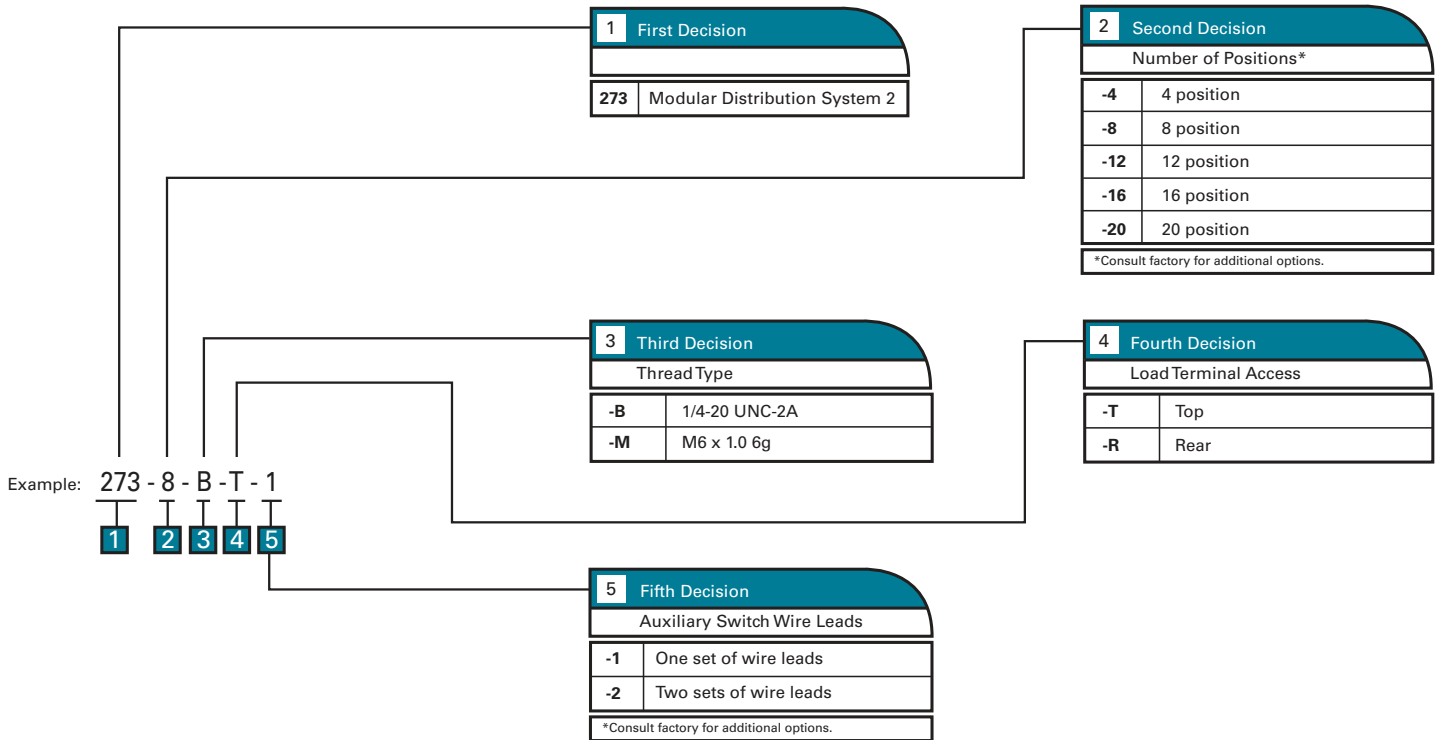 1 First Decision
273 Modular Distribution System 2
2 Second Decision
Number of Positions*
-4 4 position
-8 8 position
-12 12 position
-16 16 position
-20 20 position
*Consult factory for additional options.
3 Third Decision
Thread Type
-B 1/4-20 UNC-2A
-M M6 x 1.0 6g
4 Fourth Decision
Load Terminal Access
-T Top
-R Rear
Example: 273 - 8 - B - T - 1
1 2 3 4 5
5 Fifth Decision
Auxiliary Switch Wire Leads
-1 One set of wire leads
-2 Two sets of wire leads
*Consult factory for additional options.